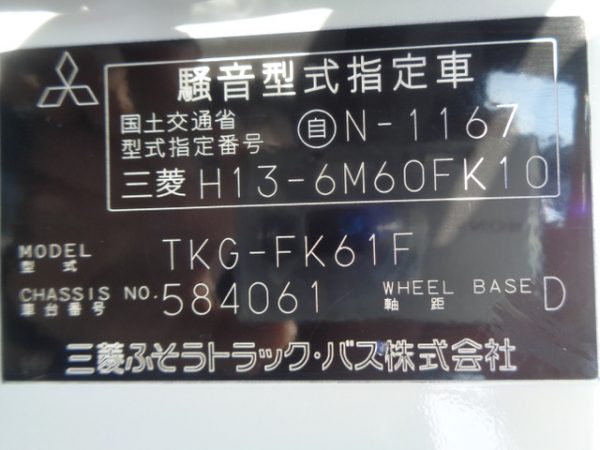 騒音型式指定車
国土交通省
型式指定番号 自 N-1167
三菱 H13-6M60FK10
MODEL
型式 TKG-FK61F
CHASSIS NO.
車台番号 584061 WHEEL BASE
軸距 D
三菱ふそうトラック・バス株式会社